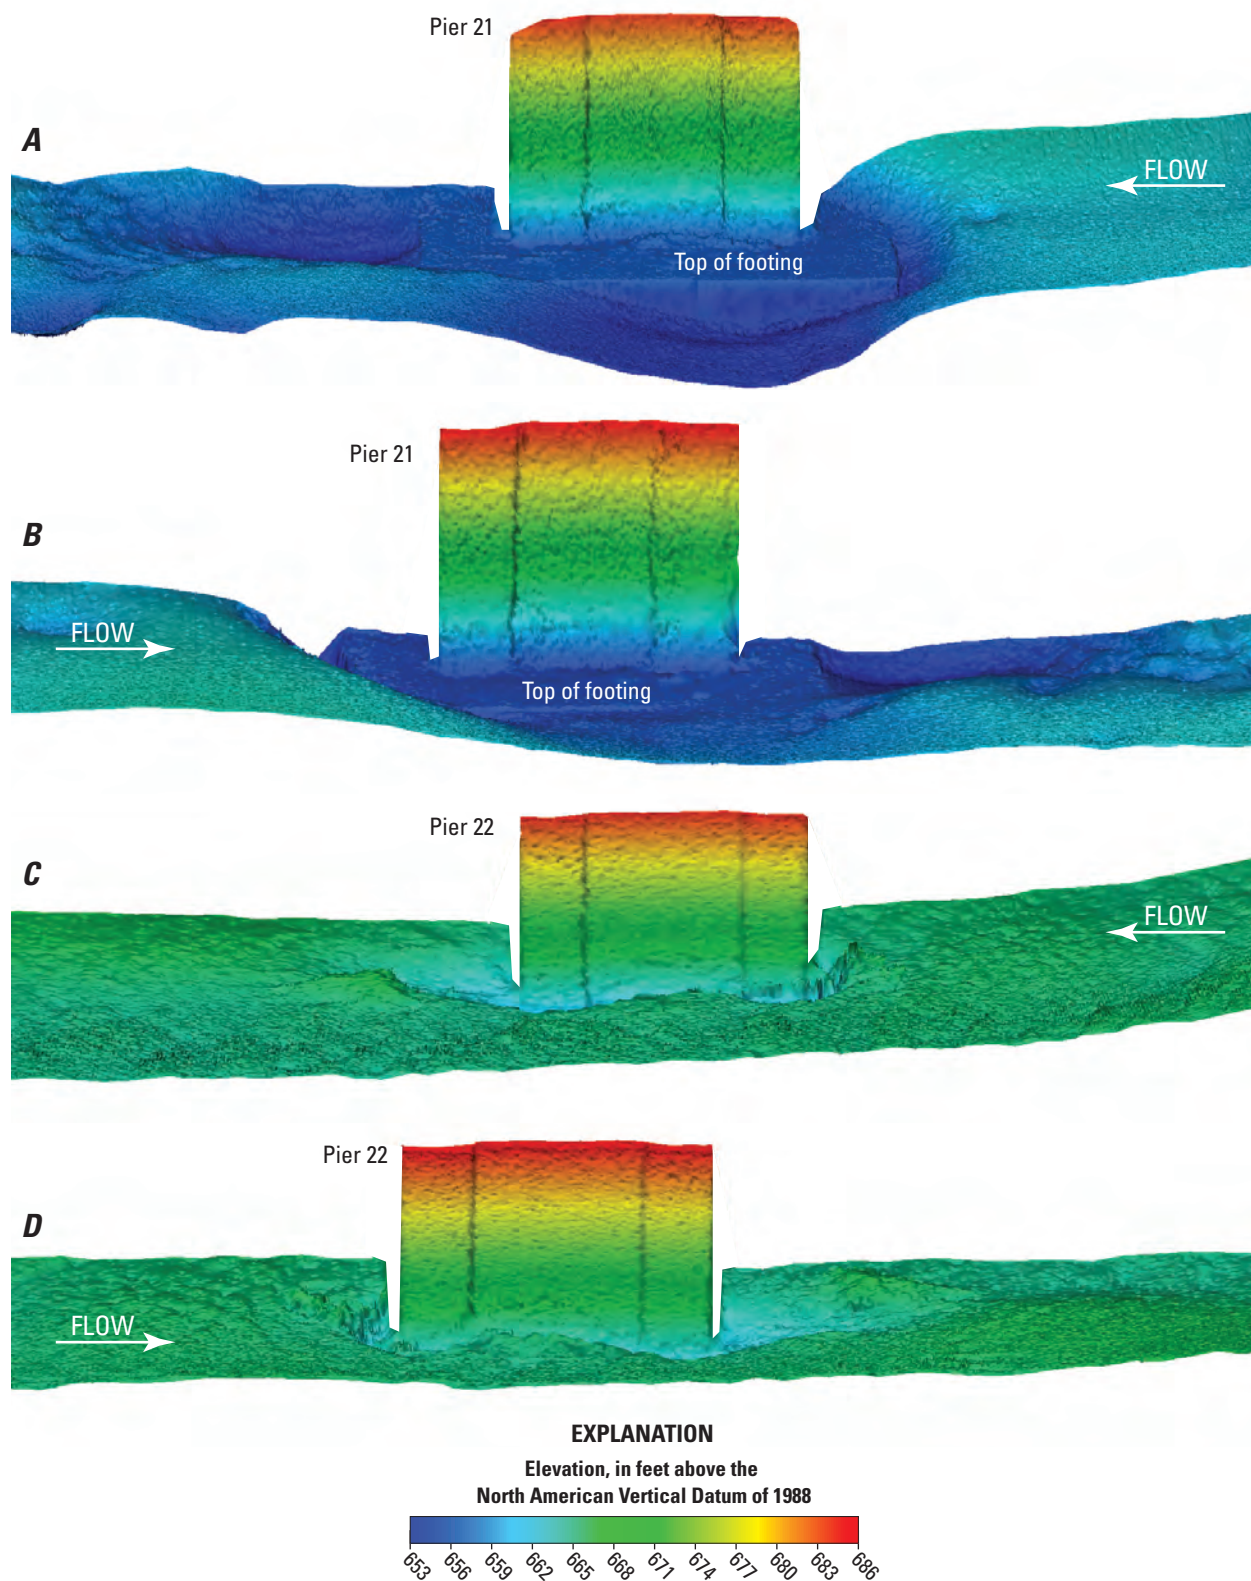 Pier 21
A
FLOW
Top of footing
Pier 21
B
FLOW
Top of footing
Pier 22
C
FLOW
Pier 22
D
FLOW
EXPLANATION
Elevation, in feet above the
North American Vertical Datum of 1988
653 656 659 662 665 668 671 674 677 680 683 686